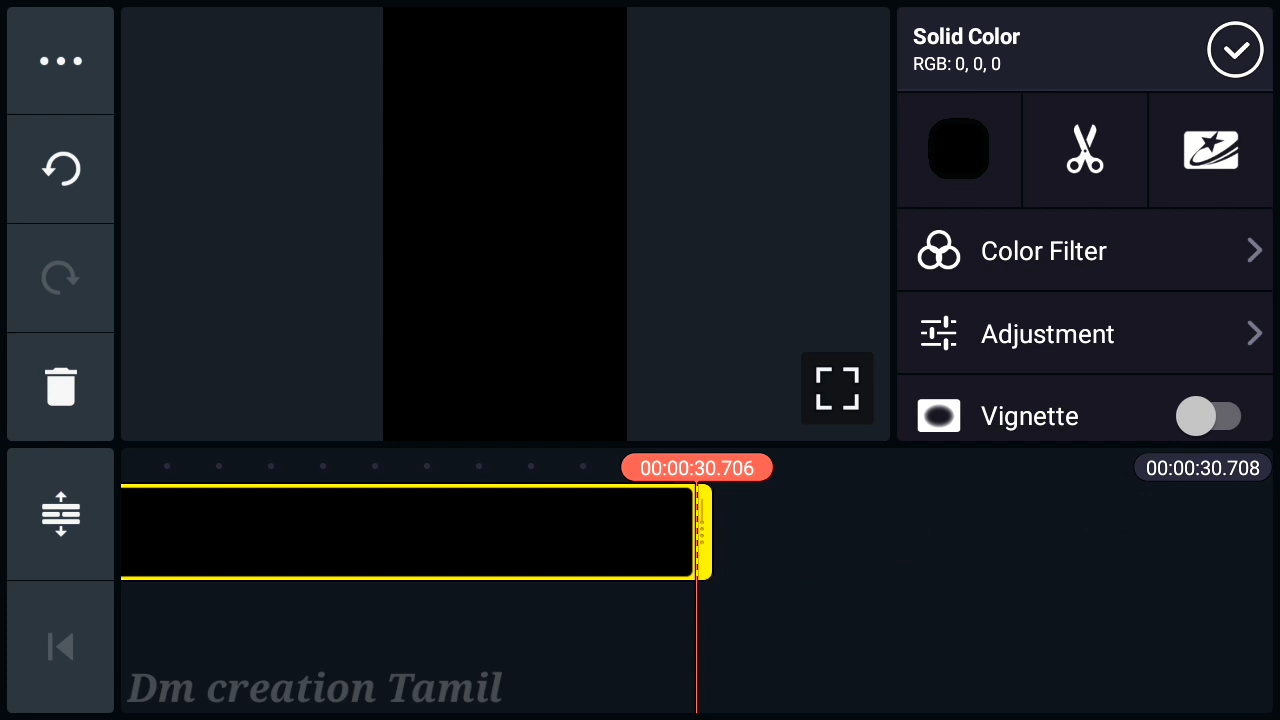 Solid Color
RGB: 0, 0, 0
Color Filter
Adjustment
Vignette
00:00:30.706
00:00:30.708
Dm creation Tamil